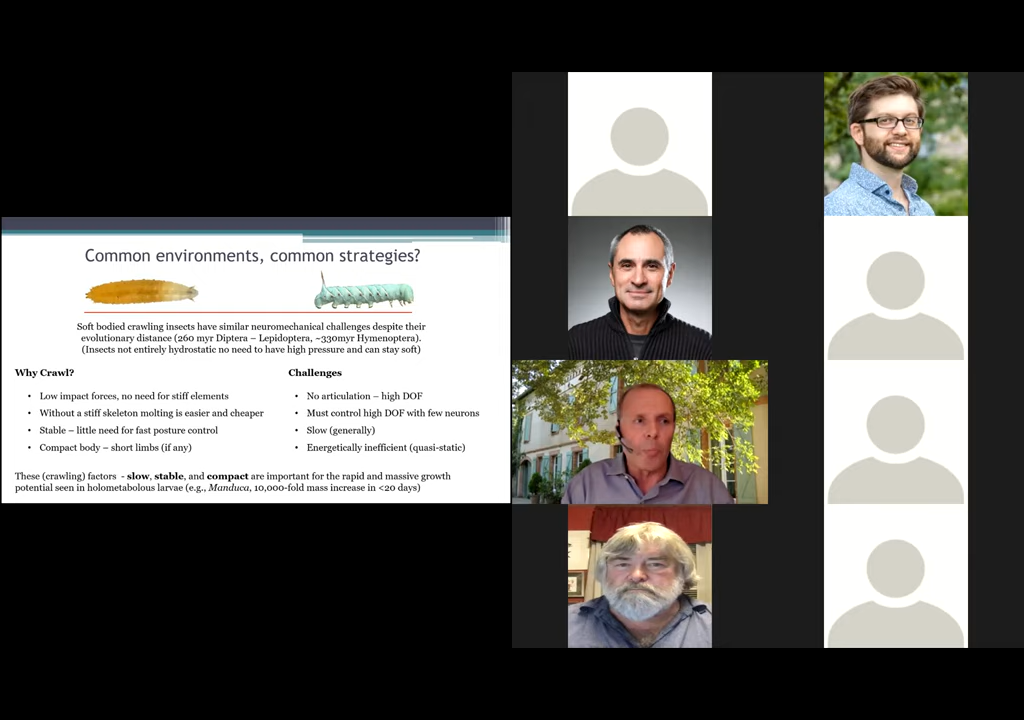 Common environments, common strategies?
Soft bodied crawling insects have similar neuromechanical challenges despite their
evolutionary distance (260 myr Diptera – Lepidoptera, ~330myr Hymenoptera).
(Insects not entirely hydrostatic no need to have high pressure and can stay soft)
Why Crawl?
• Low impact forces, no need for stiff elements
• Without a stiff skeleton molting is easier and cheaper
• Stable – little need for fast posture control
• Compact body – short limbs (if any)
Challenges
• No articulation – high DOF
• Must control high DOF with few neurons
• Slow (generally)
• Energetically inefficient (quasi-static)
These (crawling) factors - slow, stable, and compact are important for the rapid and massive growth
potential seen in holometabolous larvae (e.g., Manduca, 10,000-fold mass increase in <20 days)